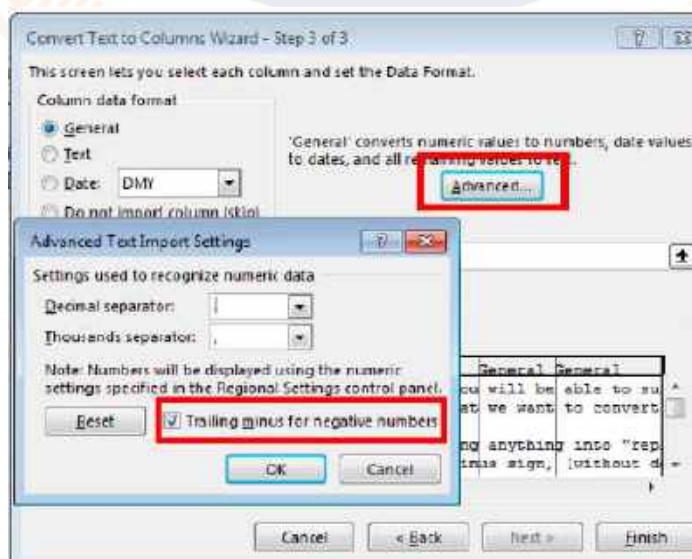 Convert Text to Columns Wizard - Step 3 of 3
This screen lets you select each column and set the Data Format.
Column data format
General
Text
Date: DMY
Do not import column (skip)
'General' converts numeric values to numbers, date values
to dates, and all remaining values to text.
Advanced...
Advanced Text Import Settings
Settings used to recognize numeric data
Decimal separator:
Thousands separator: ,
Note: Numbers will be displayed using the numeric
settings specified in the Regional Settings control panel.
Reset
Trailing minus for negative numbers
OK
Cancel
General General
will be able to su
we want to convert
anything into "rep
sign, (without d
Cancel
< Back
Next >
Finish